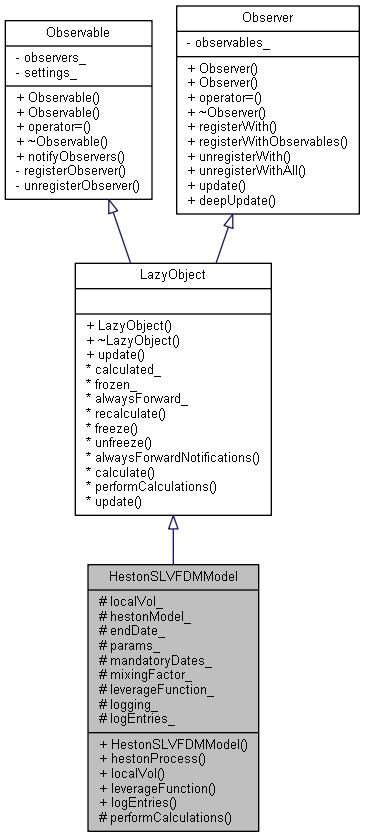 Observable
- observers_
- settings_
+ Observable()
+ Observable()
+ operator=()
+ ~Observable()
+ notifyObservers()
- registerObserver()
- unregisterObserver()
Observer
- observables_
+ Observer()
+ Observer()
+ operator=()
+ ~Observer()
+ registerWith()
+ registerWithObservables()
+ unregisterWith()
+ unregisterWithAll()
+ update()
+ deepUpdate()
LazyObject
+ LazyObject()
+ ~LazyObject()
+ update()
* calculated_
* frozen_
* alwaysForward_
* recalculate()
* freeze()
* unfreeze()
* alwaysForwardNotifications()
* calculate()
* performCalculations()
* update()
HestonSLVFDMModel
# localVol_
# hestonModel_
# endDate_
# params_
# mandatoryDates_
# mixingFactor_
# leverageFunction_
# logging_
# logEntries_
+ HestonSLVFDMModel()
+ hestonProcess()
+ localVol()
+ leverageFunction()
+ logEntries()
# performCalculations()